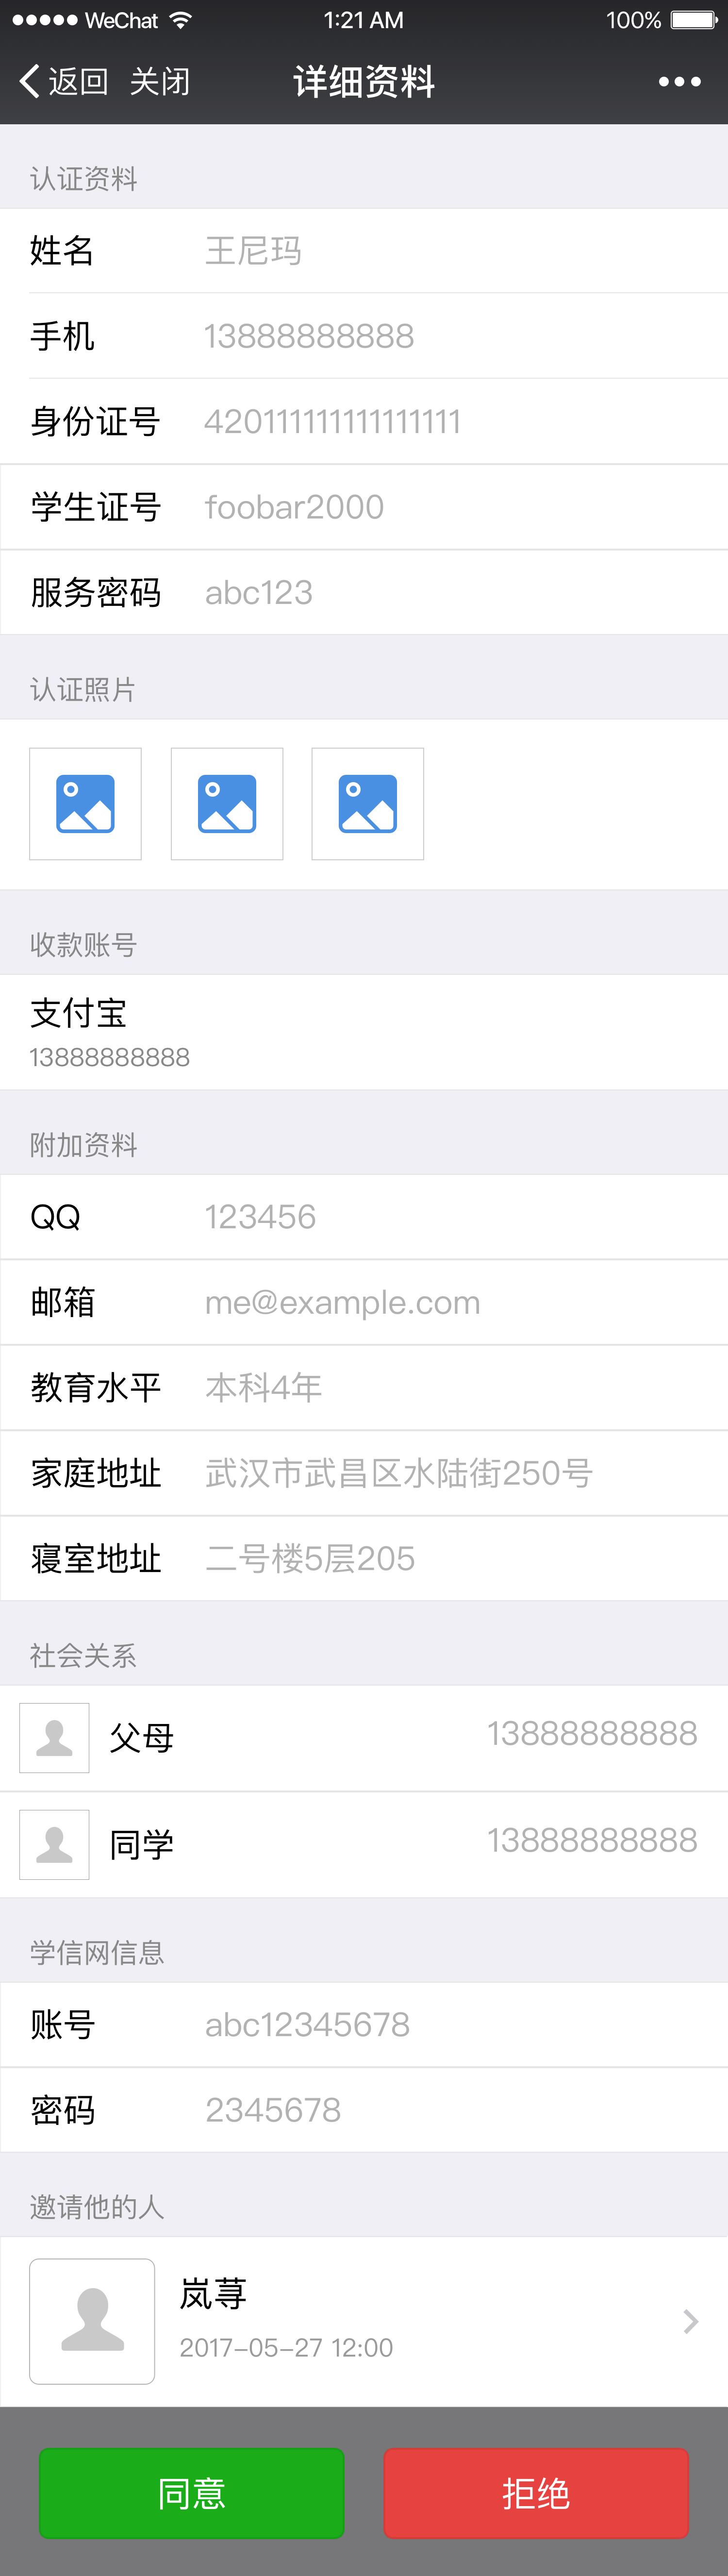 WeChat 1:21 AM 100%
返回 关闭 详细资料
认证资料
姓名 王尼玛
手机 13888888888
身份证号 420111111111111111
学生证号 foobar2000
服务密码 abc123
认证照片
收款账号
支付宝
13888888888
附加资料
QQ 123456
邮箱 me@example.com
教育水平 本科4年
家庭地址 武汉市武昌区水陆街250号
寝室地址 二号楼5层205
社会关系
父母 13888888888
同学 13888888888
学信网信息
账号 abc12345678
密码 2345678
邀请他的人
岚荨
2017-05-27 12:00
同意 拒绝